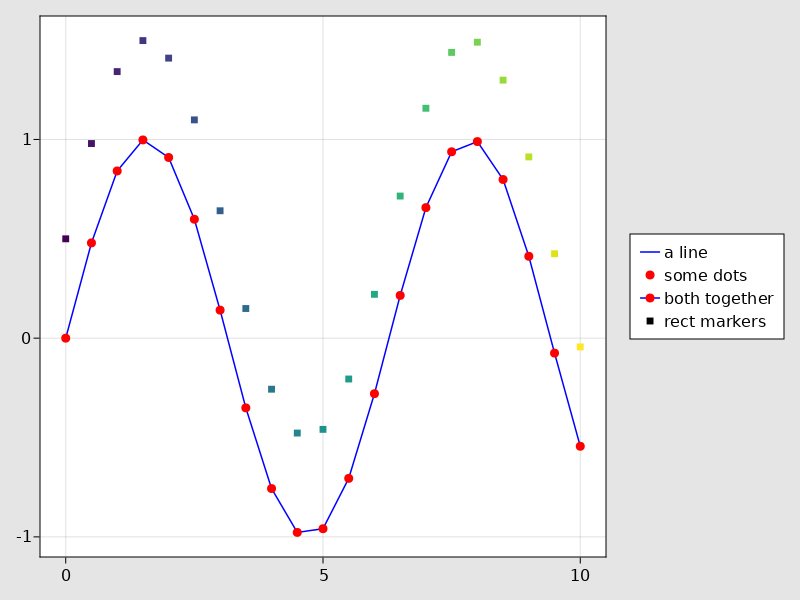 1
0
-1
0 5 10
a line
some dots
both together
rect markers